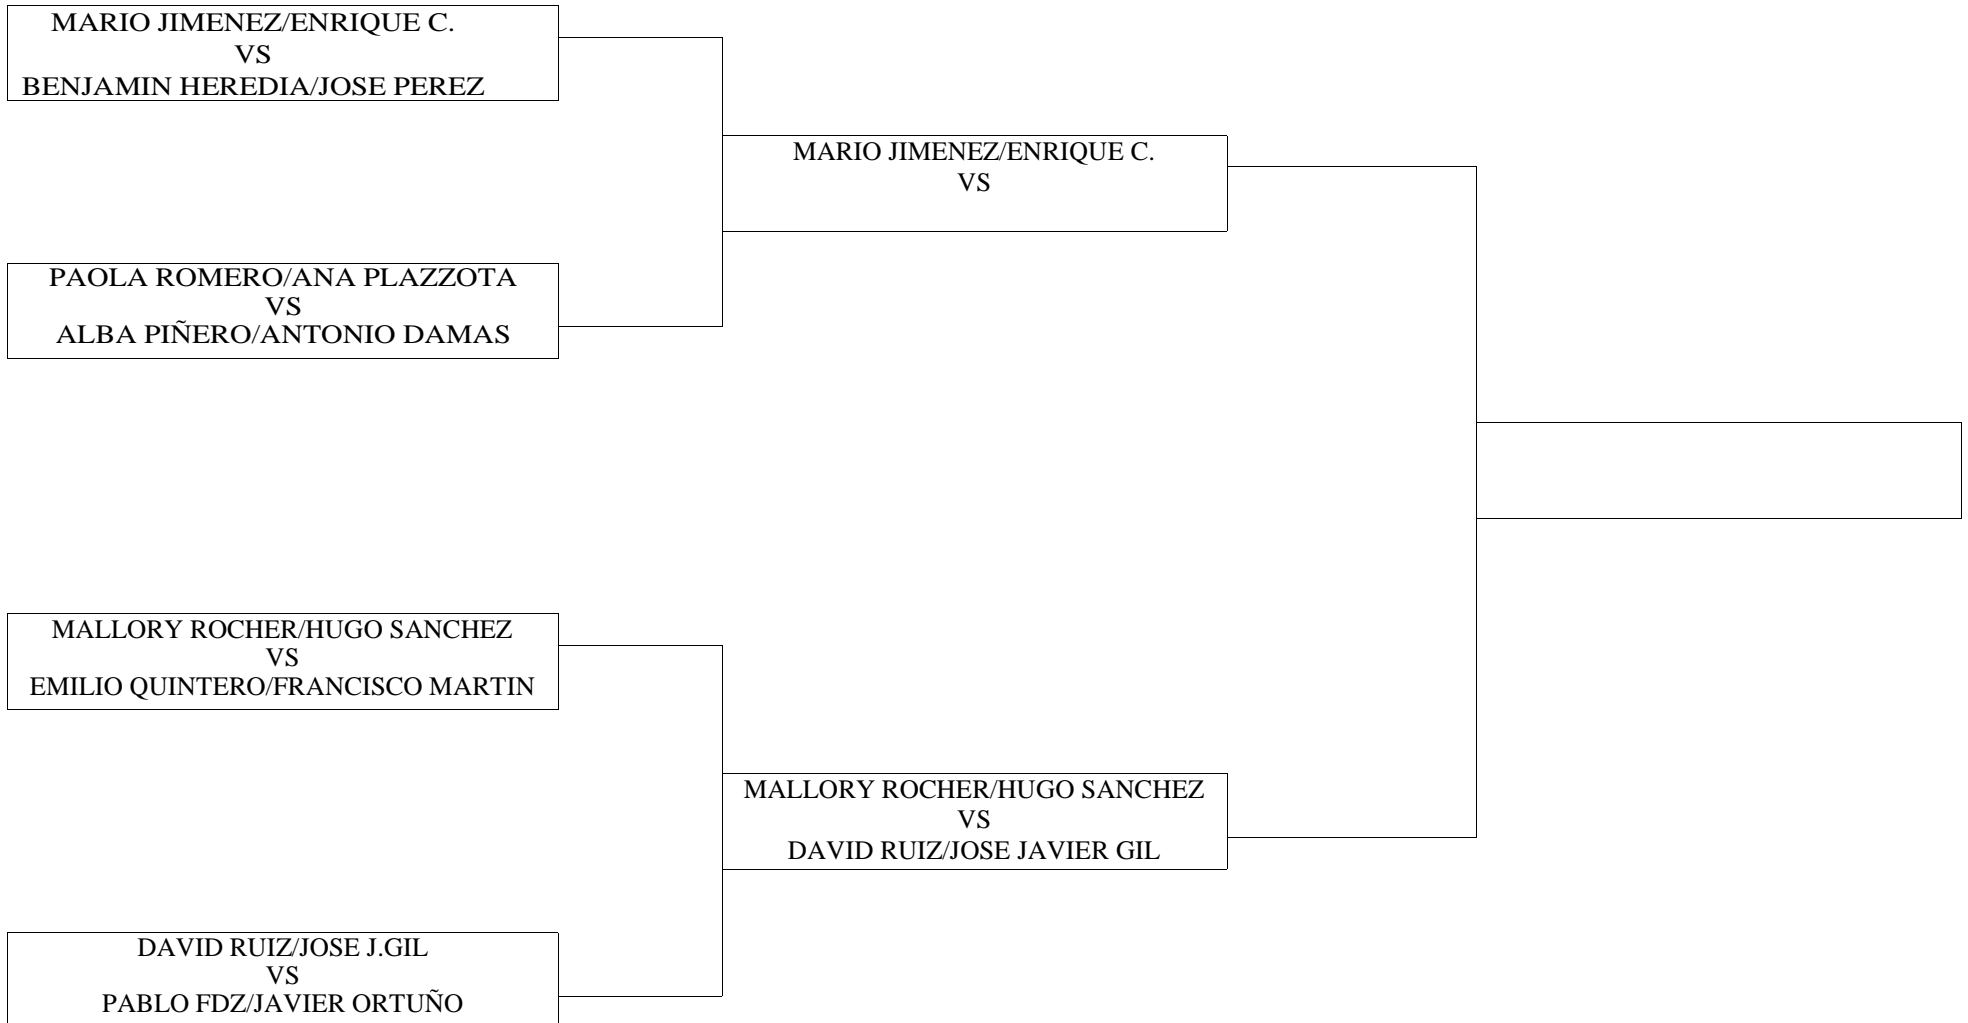 MARIO JIMENEZ/ENRIQUE C.
VS
BENJAMIN HEREDIA/JOSE PEREZ
MARIO JIMENEZ/ENRIQUE C.
VS
PAOLA ROMERO/ANA PLAZZOTA
VS
ALBA PIÑERO/ANTONIO DAMAS
MALLORY ROCHER/HUGO SANCHEZ
VS
EMILIO QUINTERO/FRANCISCO MARTIN
MALLORY ROCHER/HUGO SANCHEZ
VS
DAVID RUIZ/JOSE JAVIER GIL
DAVID RUIZ/JOSE J.GIL
VS
PABLO FDZ/JAVIER ORTUÑO